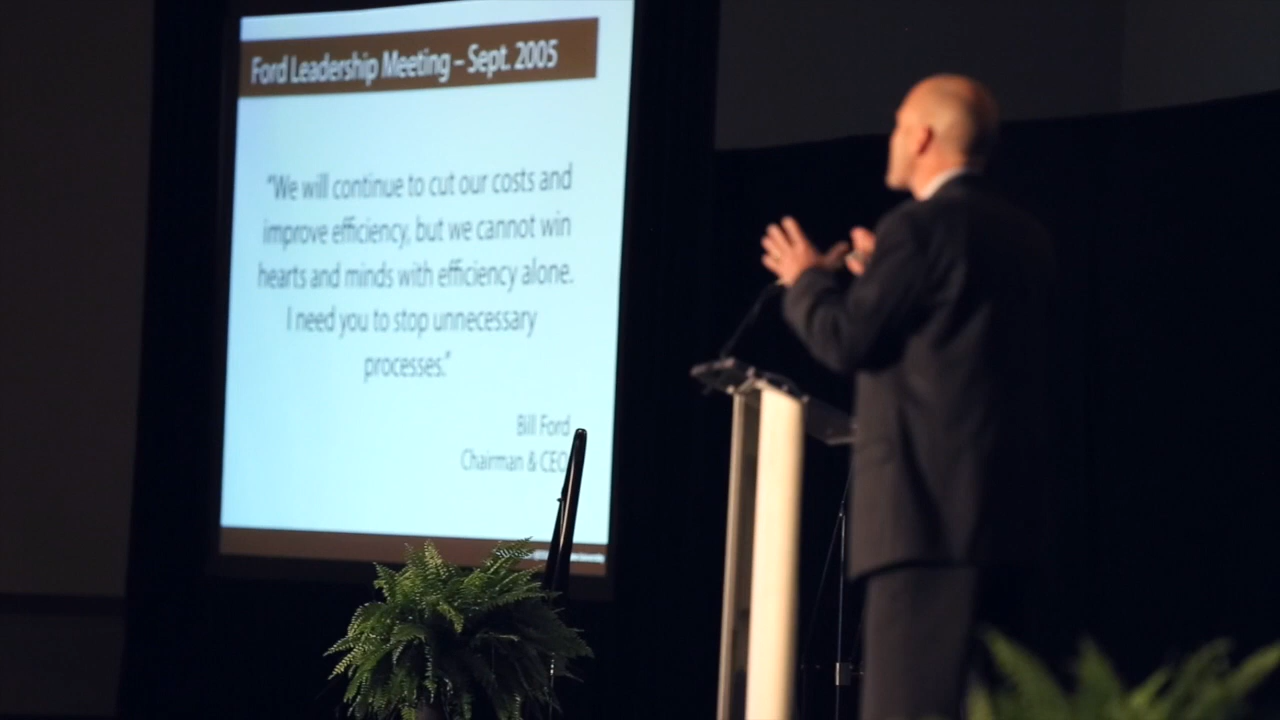 Ford Leadership Meeting – Sept. 2005
"We will continue to cut our costs and
improve efficiency, but we cannot win
hearts and minds with efficiency alone.
I need you to stop unnecessary
processes."
Bill Ford
Chairman & CEO